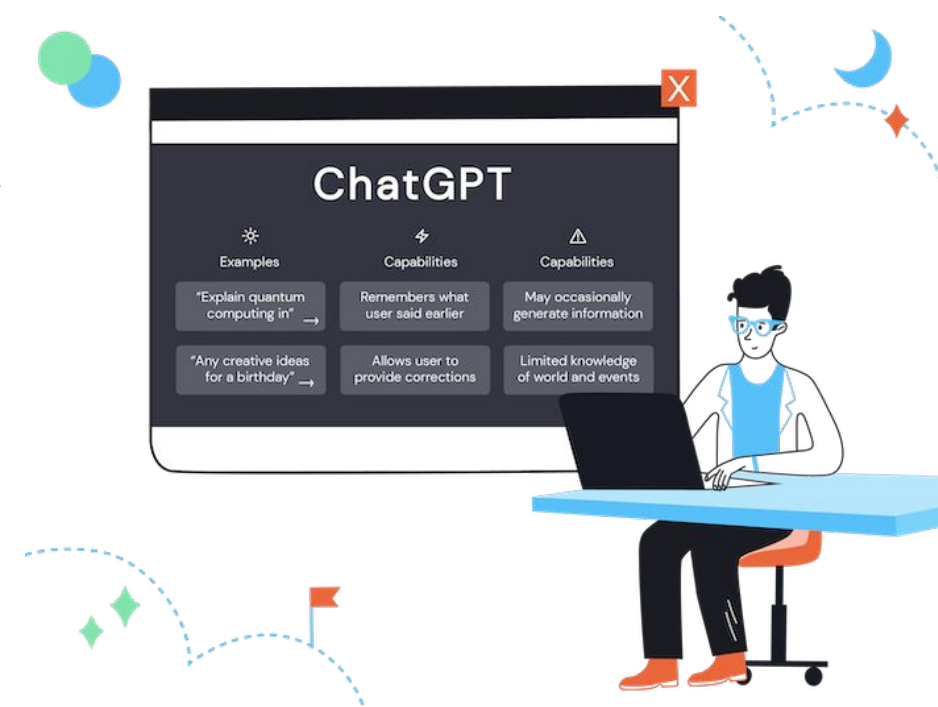 X
ChatGPT
Examples
"Explain quantum
computing in" →
"Any creative ideas
for a birthday" →
Capabilities
Remembers what
user said earlier
Allows user to
provide corrections
Capabilities
May occasionally
generate information
Limited knowledge
of world and events